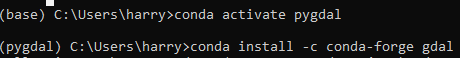 (base) C:\Users\harry>conda activate pygdal
(pygdal) C:\Users\harry>conda install -c conda-forge gdal